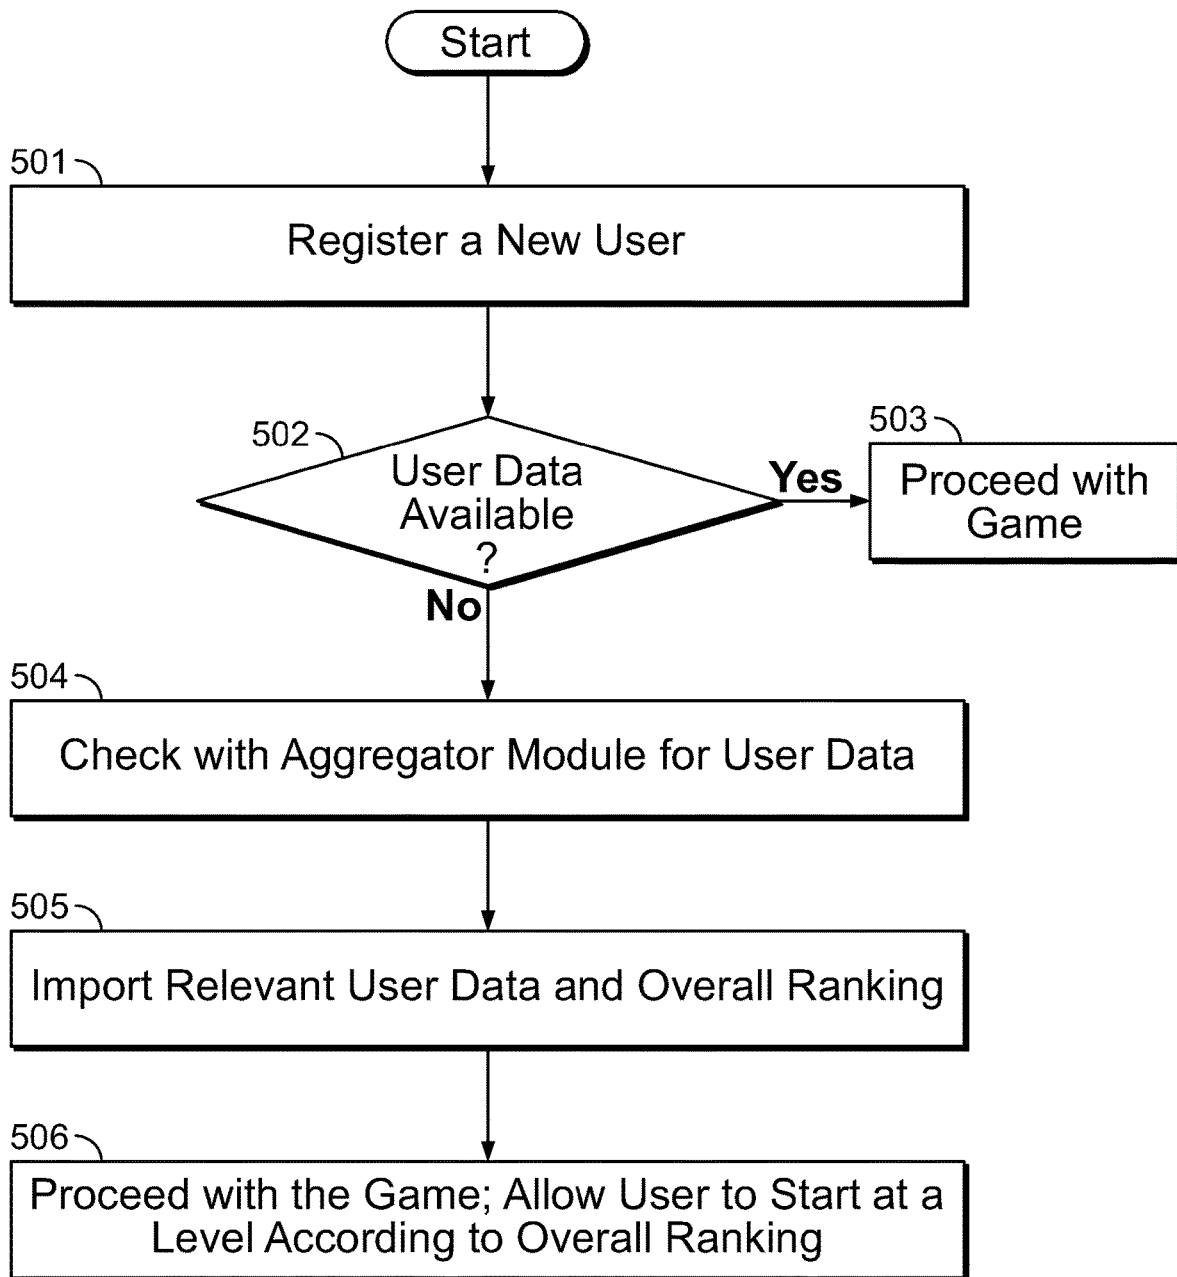 Start
501
Register a New User
502
User Data
Available
?
Yes
503
Proceed with
Game
No
504
Check with Aggregator Module for User Data
505
Import Relevant User Data and Overall Ranking
506
Proceed with the Game; Allow User to Start at a
Level According to Overall Ranking